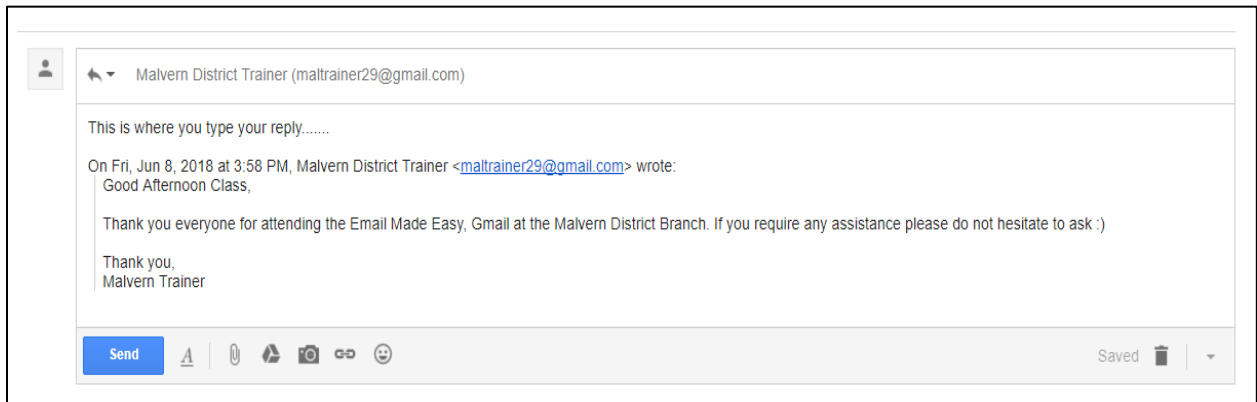 Malvern District Trainer (maltrainer29@gmail.com)
This is where you type your reply.......
On Fri, Jun 8, 2018 at 3:58 PM, Malvern District Trainer <maltrainer29@gmail.com> wrote:
Good Afternoon Class,
Thank you everyone for attending the Email Made Easy, Gmail at the Malvern District Branch. If you require any assistance please do not hesitate to ask :)
Thank you,
Malvern Trainer
Send A Saved